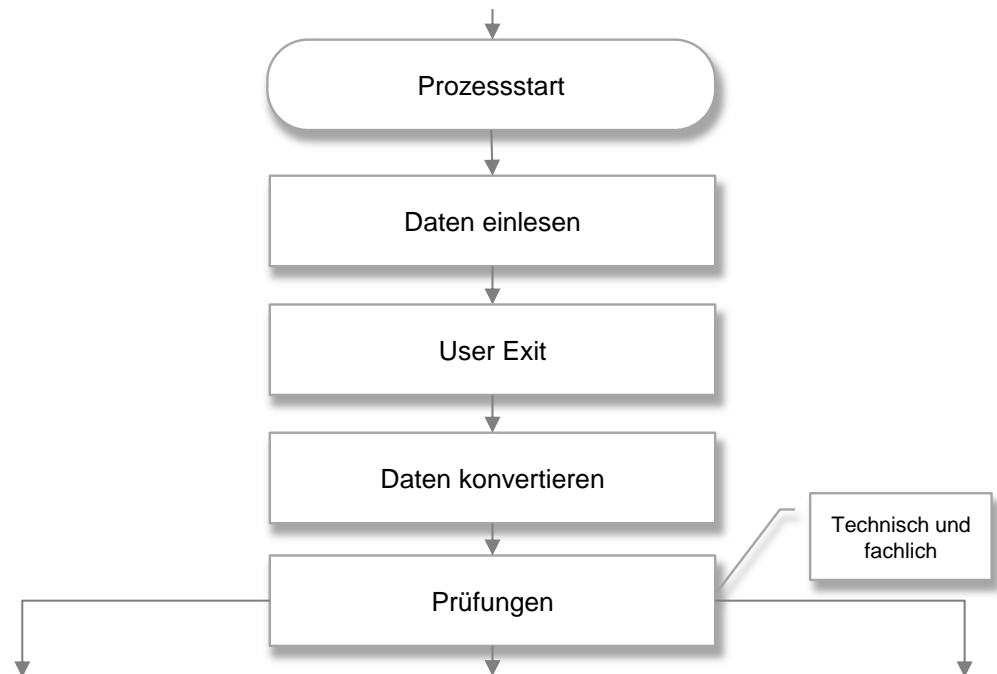 Prozessstart
Daten einlesen
User Exit
Daten konvertieren
Technisch und
fachlich
Prüfungen